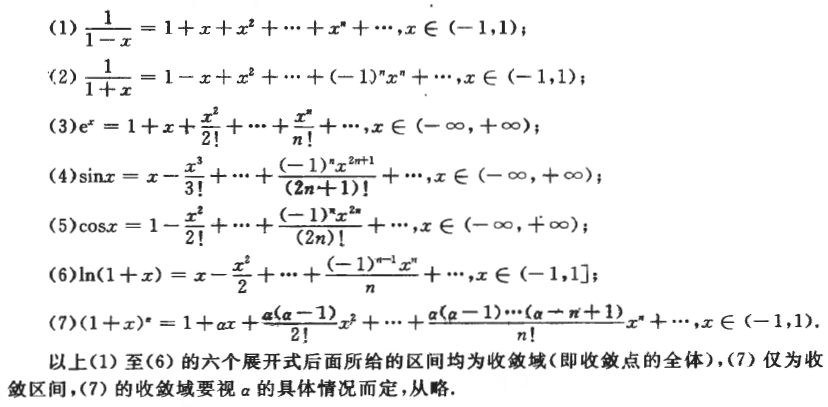 (1) $\frac{1}{1-x} = 1+x+x^2+\cdots+x^n+\cdots, x\in(-1,1);$
(2) $\frac{1}{1+x} = 1-x+x^2+\cdots+(-1)^n x^n+\cdots, x\in(-1,1);$
(3) $e^x = 1+x+\frac{x^2}{2!}+\cdots+\frac{x^n}{n!}+\cdots, x\in(-\infty,+\infty);$
(4) $\sin x = x-\frac{x^3}{3!}+\cdots+\frac{(-1)^n x^{2n+1}}{(2n+1)!}+\cdots, x\in(-\infty,+\infty);$
(5) $\cos x = 1-\frac{x^2}{2!}+\cdots+\frac{(-1)^n x^{2n}}{(2n)!}+\cdots, x\in(-\infty,+\infty);$
(6) $\ln(1+x) = x-\frac{x^2}{2}+\cdots+\frac{(-1)^{n-1}x^n}{n}+\cdots, x\in(-1,1];$
(7) $(1+x)^\alpha = 1+\alpha x+\frac{\alpha(\alpha-1)}{2!}x^2+\cdots+\frac{\alpha(\alpha-1)\cdots(\alpha-n+1)}{n!}x^n+\cdots, x\in(-1,1).$
以上(1)至(6)的六个展开式后面所给的区间均为收敛域(即收敛点的全体),(7)仅为收
敛区间,(7)的收敛域要视α的具体情况而定,从略.